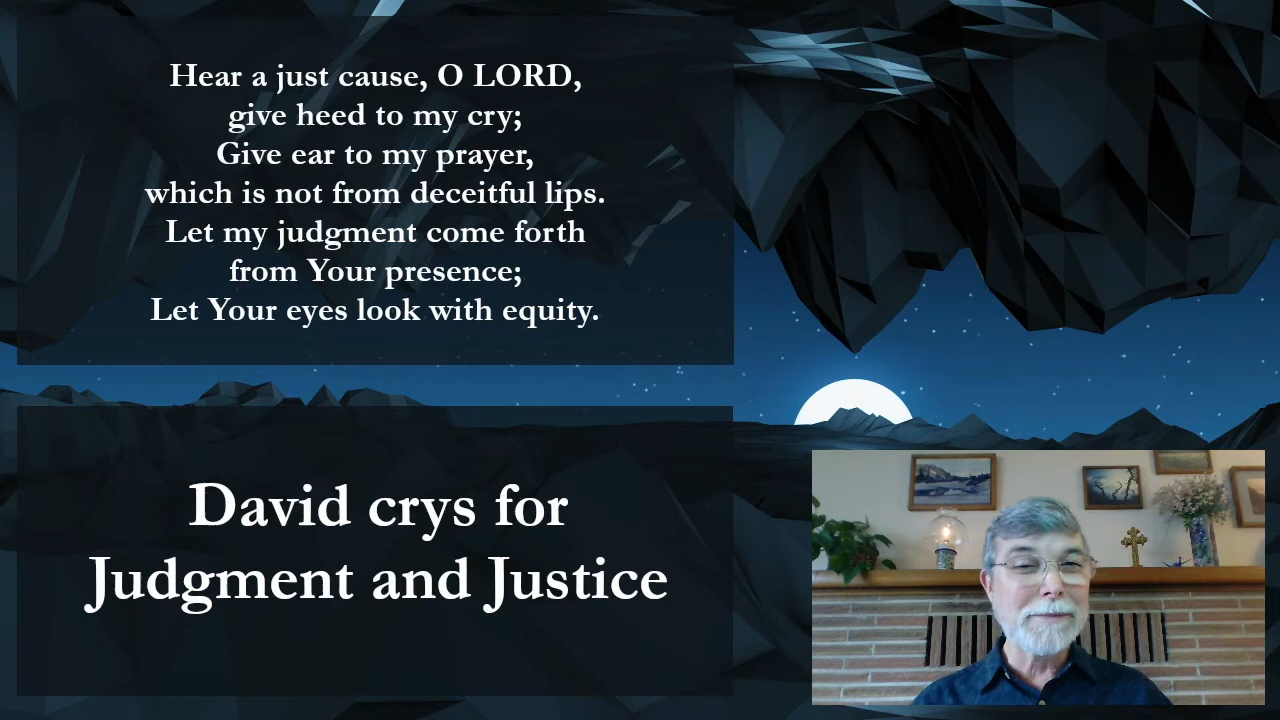 Hear a just cause, O LORD,
give heed to my cry;
Give ear to my prayer,
which is not from deceitful lips.
Let my judgment come forth
from Your presence;
Let Your eyes look with equity.
David crys for
Judgment and Justice